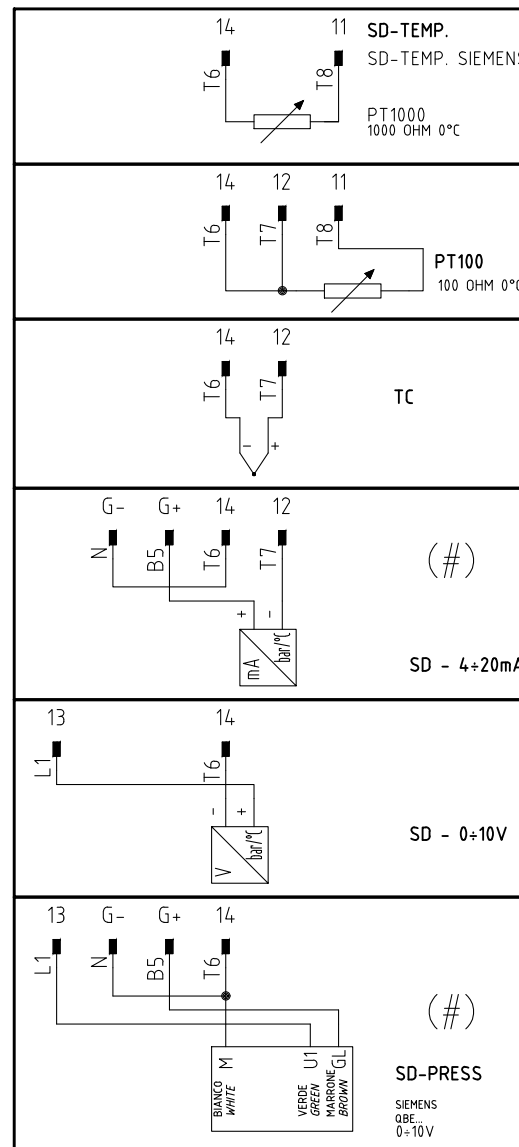 14 11 SD-TEMP.
T6 T8 SD-TEMP. SIEMENS
PT1000
1000 OHM 0°C
14 12 11
T6 T7 T8
PT100
100 OHM 0°C
14 12
T6 T7
TC
- +
G- G+ 14 12
N B5 T6 T7
(#)
+ -
mA bar/°C
SD - 4÷20mA
13 14
L1 T6
- +
V bar/°C
SD - 0÷10V
13 G- G+ 14
L1 N B5 T6
(#)
M U1 GL
BIANCO VERDE MARRONE
WHITE GREEN BROWN
SD-PRESS
SIEMENS
QBE...
0÷10V